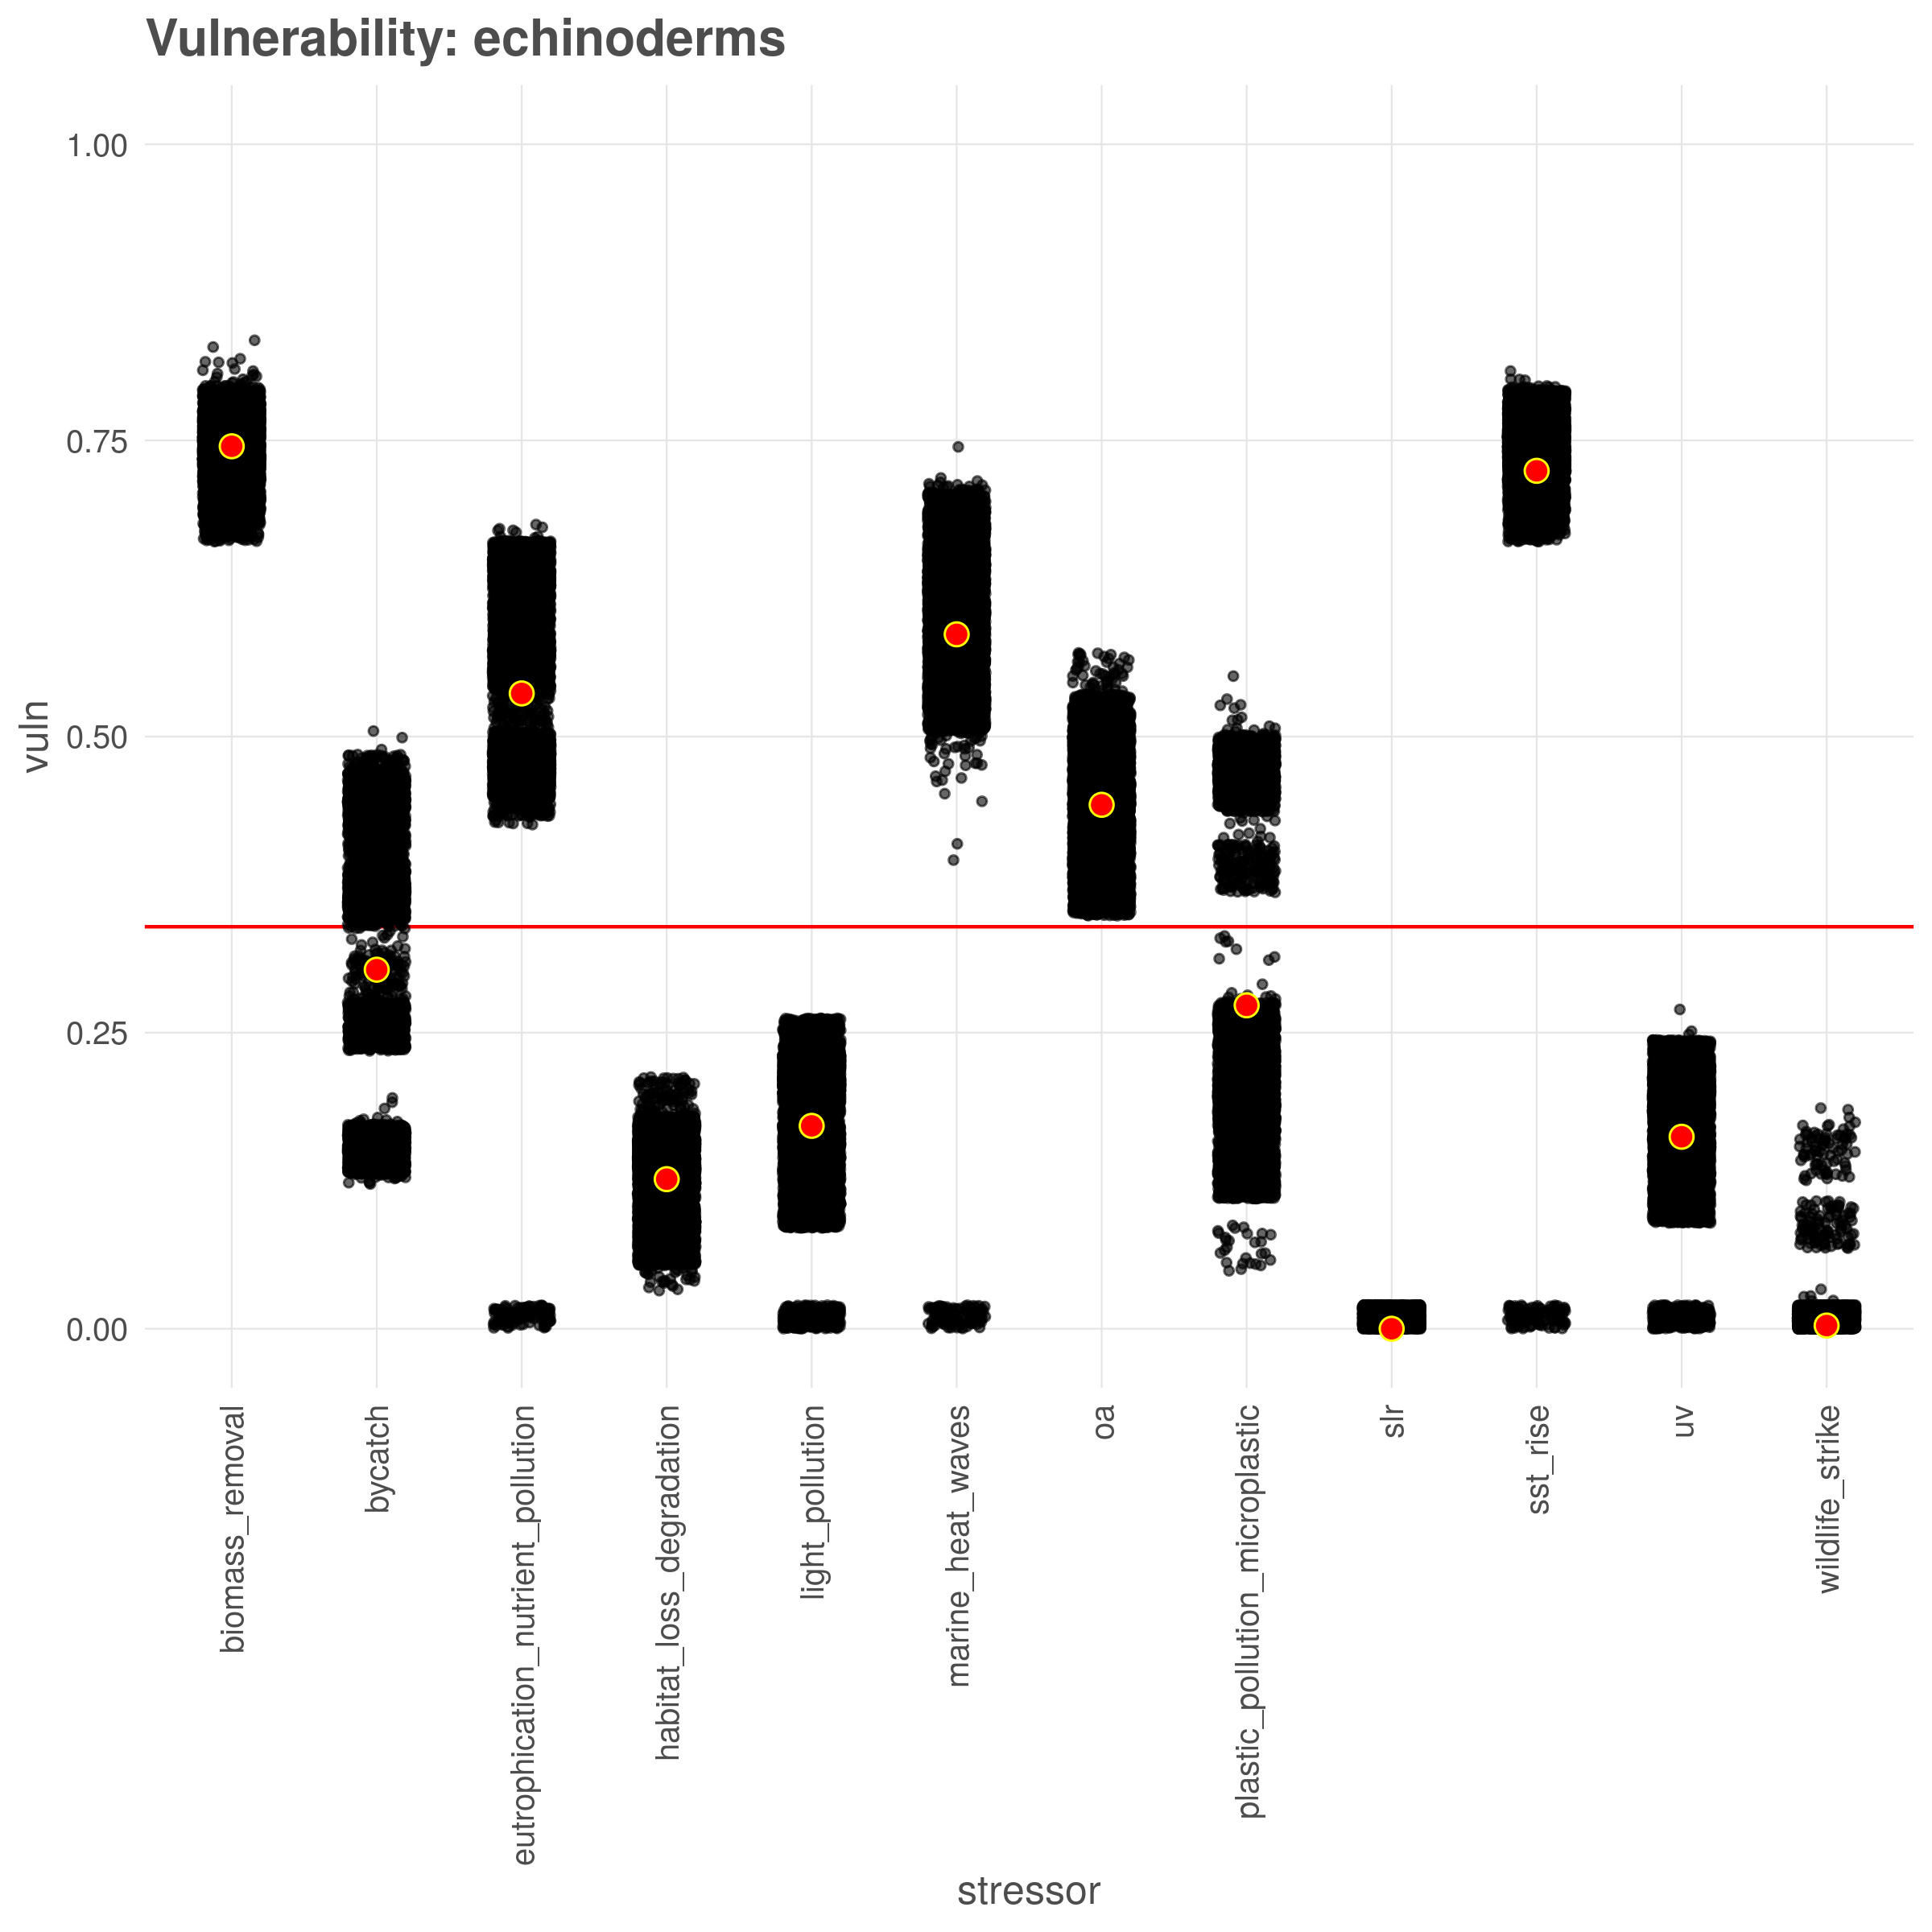 Vulnerability: echinoderms
vuln
1.00
0.75
0.50
0.25
0.00
biomass_removal
bycatch
eutrophication_nutrient_pollution
habitat_loss_degradation
light_pollution
marine_heat_waves
oa
plastic_pollution_microplastic
slr
sst_rise
uv
wildlife_strike
stressor